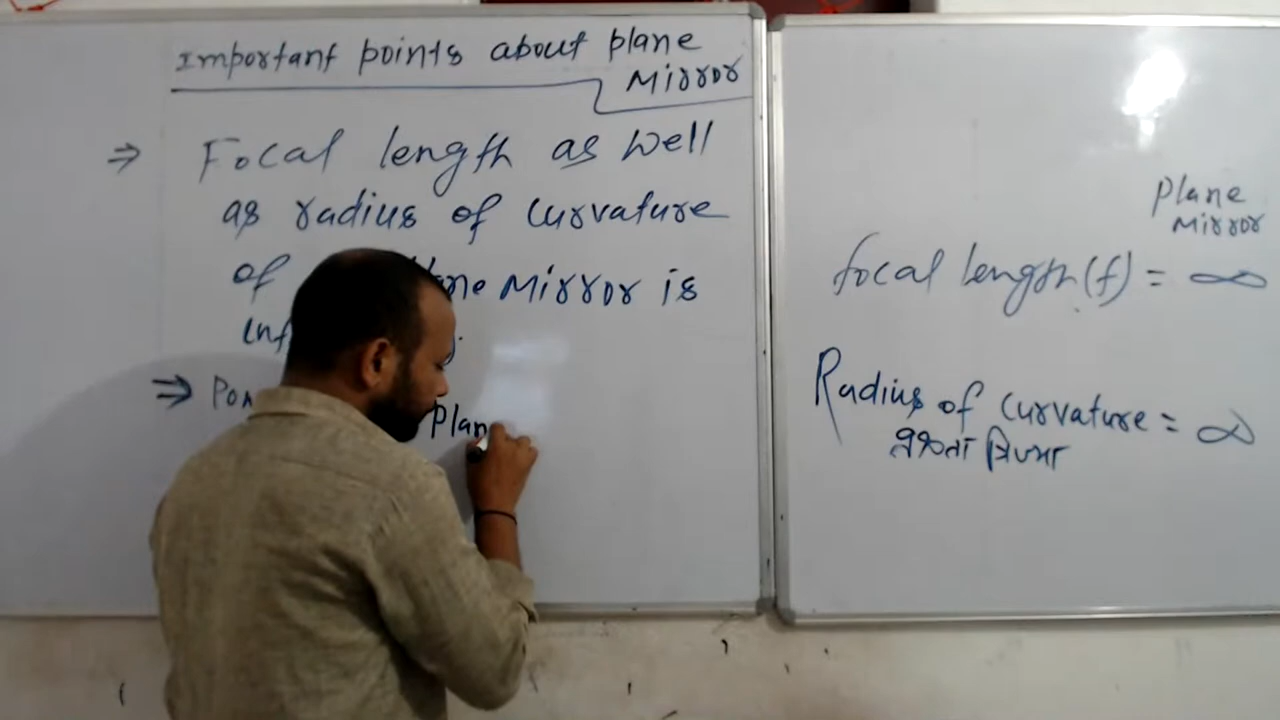 Important points about plane
Mirror
⇒ Focal length as well
as radius of curvature
of Mirror is
⇒
Plane
Mirror
focal length (f) = ∞
Radius of curvature = ∞
वक्रता त्रिज्या